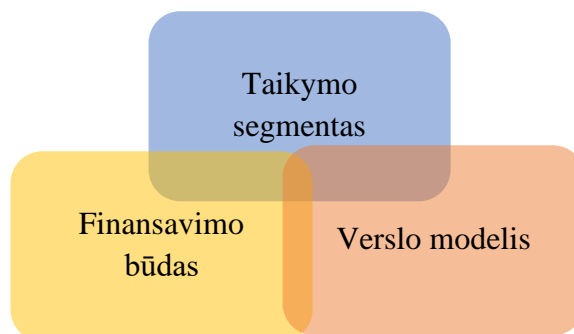 Taikymo
segmentas
Finansavimo
būdas
Verslo modelis